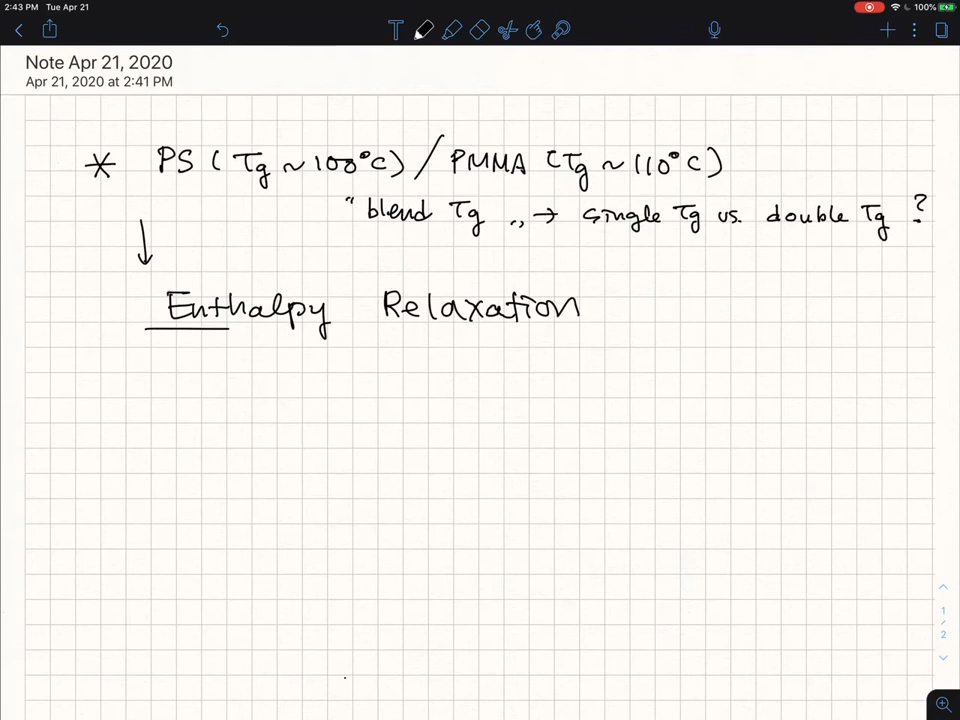 2:43 PM Tue Apr 21
100%
T
Note Apr 21, 2020
Apr 21, 2020 at 2:41 PM
* PS (Tg ~ 100°C) / PMMA (Tg ~ 110°C)
"blend Tg„ → single Tg vs. double Tg ?
↓
Enthalpy Relaxation
1
/
2